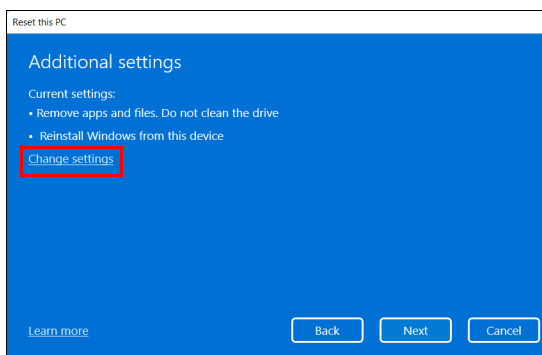 Reset this PC
Additional settings
Current settings:
• Remove apps and files. Do not clean the drive
• Reinstall Windows from this device
Change settings
Learn more
Back
Next
Cancel